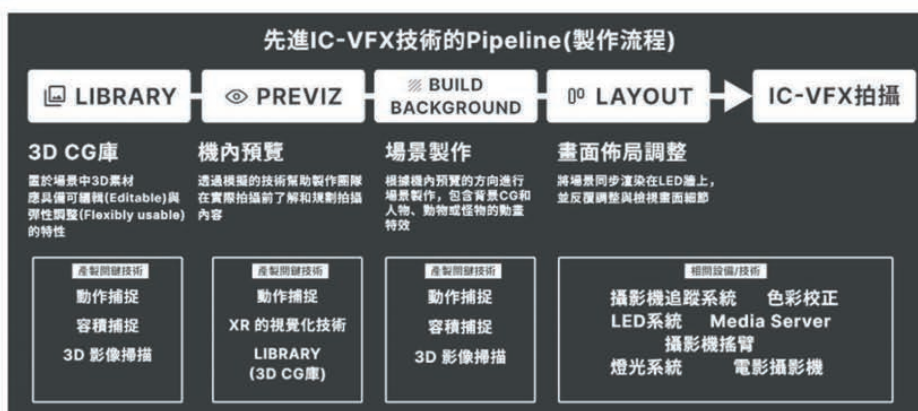 先進IC-VFX技術的Pipeline(製作流程)
LIBRARY
PREVIZ
BUILD
BACKGROUND
LAYOUT
IC-VFX拍攝
3D CG庫
置於場景中3D素材
應具備可編輯(Editable)與
彈性調整(Flexibly usable)
的特性
機內預覽
透過模擬的技術幫助製作團隊
在實際拍攝前了解和規劃拍攝
內容
場景製作
根據機內預覽的方向進行
場景製作，包含背景CG和
人物、動物或怪物的動畫
特效
畫面佈局調整
將場景同步渲染在LED牆上，
並反覆調整與檢視畫面細節
產製關鍵技術
動作捕捉
容積捕捉
3D 影像掃描
產製關鍵技術
動作捕捉
XR 的視覺化技術
LIBRARY
(3D CG庫)
產製關鍵技術
動作捕捉
容積捕捉
3D 影像掃描
相關設備/技術
攝影機追蹤系統 色彩校正
LED系統 Media Server
攝影機搖臂
燈光系統 電影攝影機